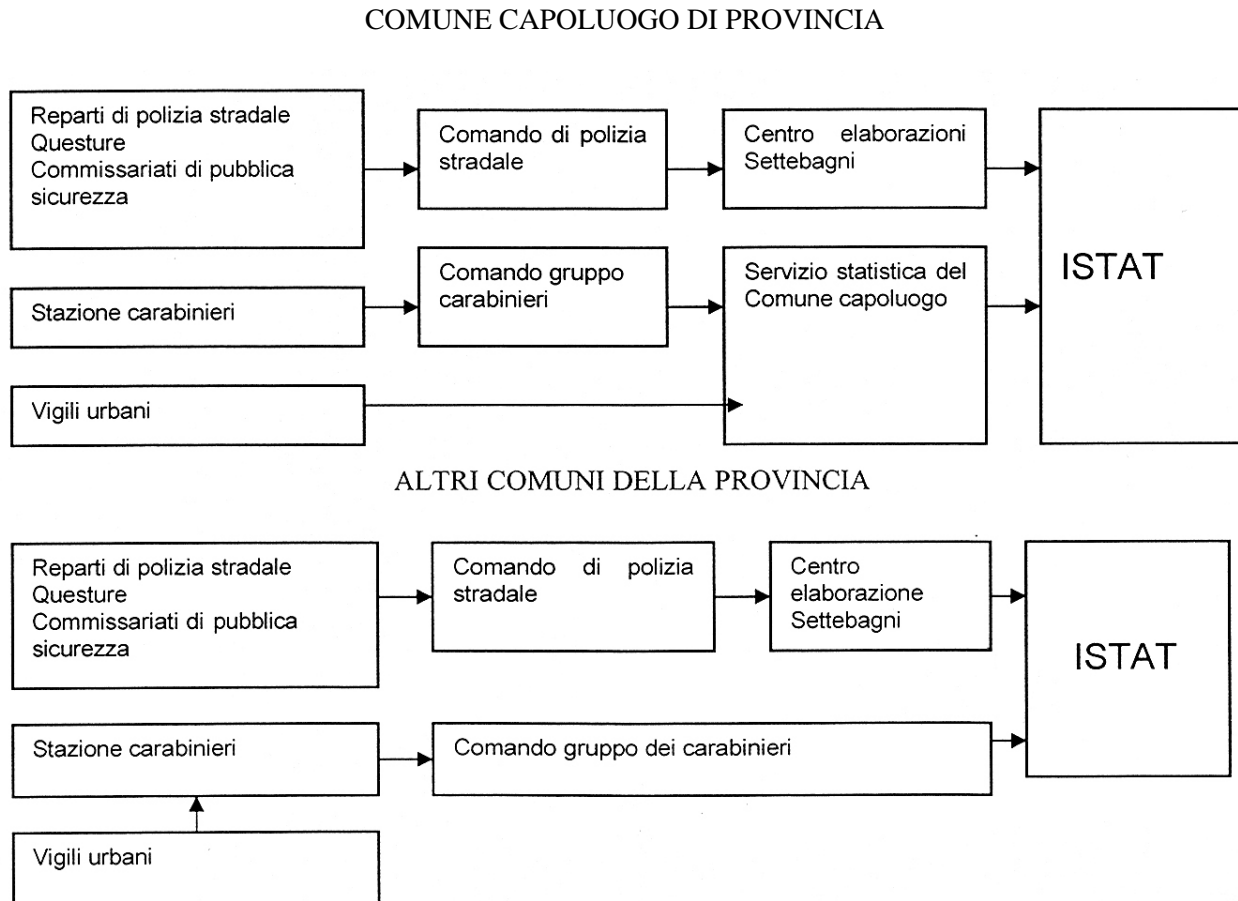 COMUNE CAPOLUOGO DI PROVINCIA
Reparti di polizia stradale
Questure
Commissariati di pubblica
sicurezza
Comando di polizia
stradale
Centro elaborazioni
Settebagni
ISTAT
Stazione carabinieri
Comando gruppo
carabinieri
Servizio statistica del
Comune capoluogo
Vigili urbani
ALTRI COMUNI DELLA PROVINCIA
Reparti di polizia stradale
Questure
Commissariati di pubblica
sicurezza
Comando di polizia
stradale
Centro
elaborazione
Settebagni
ISTAT
Stazione carabinieri
Comando gruppo dei carabinieri
Vigili urbani